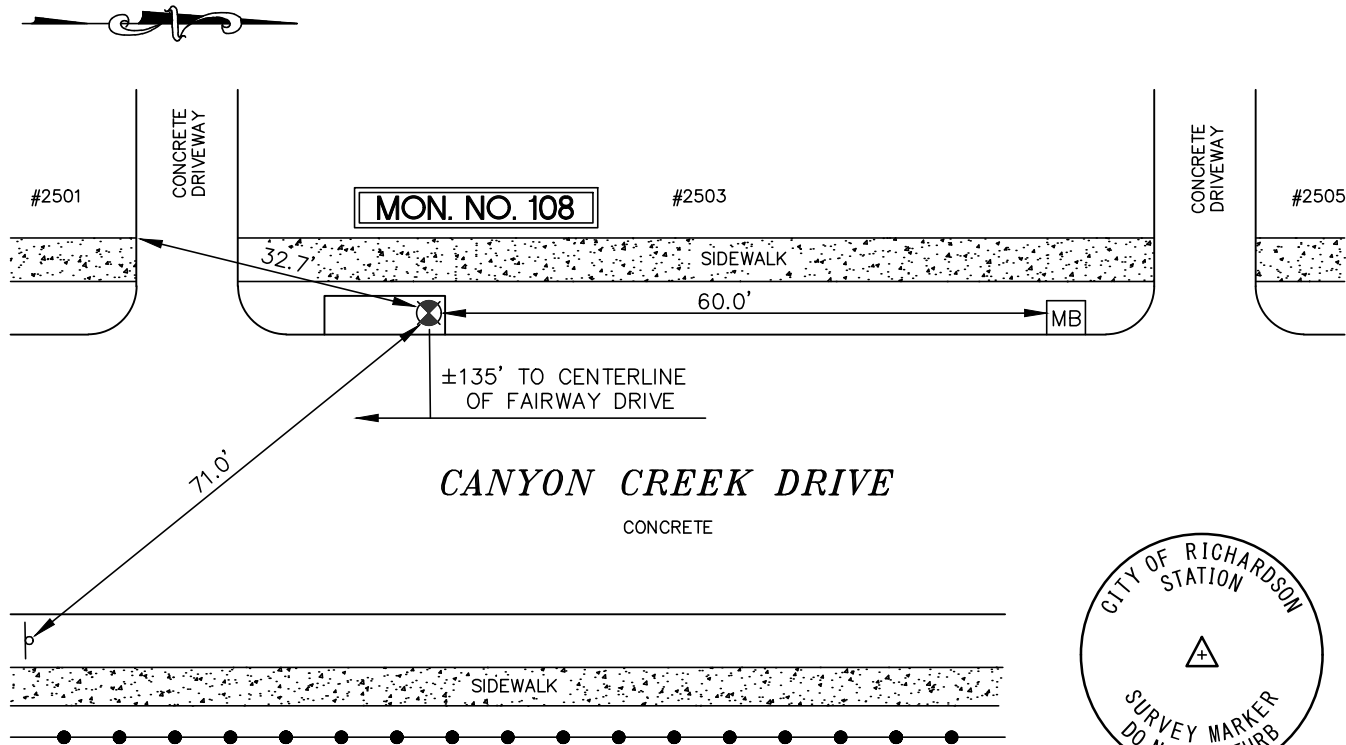 CONCRETE
DRIVEWAY
CONCRETE
DRIVEWAY
#2501
MON. NO. 108
#2503
#2505
32.7'
SIDEWALK
60.0'
MB
±135' TO CENTERLINE
OF FAIRWAY DRIVE
71.0'
CANYON CREEK DRIVE
CONCRETE
CITY OF RICHARDSON
STATION
SIDEWALK
SURVEY MARKER